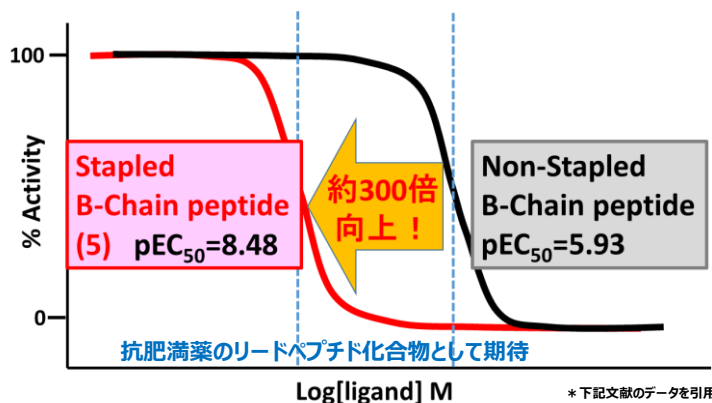 100
% Activity
0
Stapled
B-Chain peptide
(5) pEC50=8.48
約300倍
向上！
Non-Stapled
B-Chain peptide
pEC50=5.93
抗肥満薬のリードペプチド化合物として期待
Log[ligand] M
＊下記文献のデータを引用